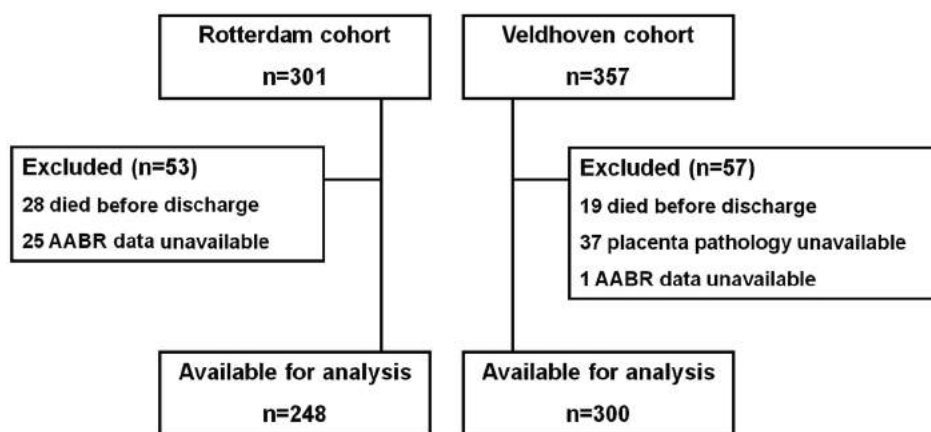 Rotterdam cohort
n=301
Veldhoven cohort
n=357
Excluded (n=53)
28 died before discharge
25 AABR data unavailable
Excluded (n=57)
19 died before discharge
37 placenta pathology unavailable
1 AABR data unavailable
Available for analysis
n=248
Available for analysis
n=300